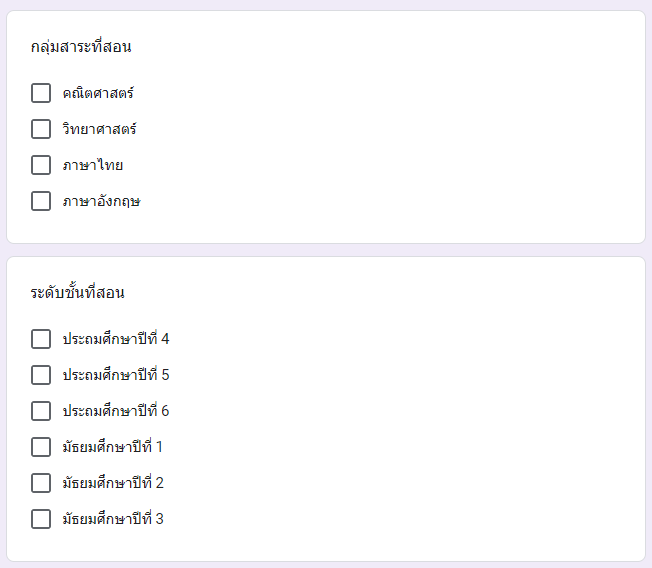 กลุ่มสาระที่สอน
คณิตศาสตร์
วิทยาศาสตร์
ภาษาไทย
ภาษาอังกฤษ
ระดับชั้นที่สอน
ประถมศึกษาปีที่ 4
ประถมศึกษาปีที่ 5
ประถมศึกษาปีที่ 6
มัธยมศึกษาปีที่ 1
มัธยมศึกษาปีที่ 2
มัธยมศึกษาปีที่ 3